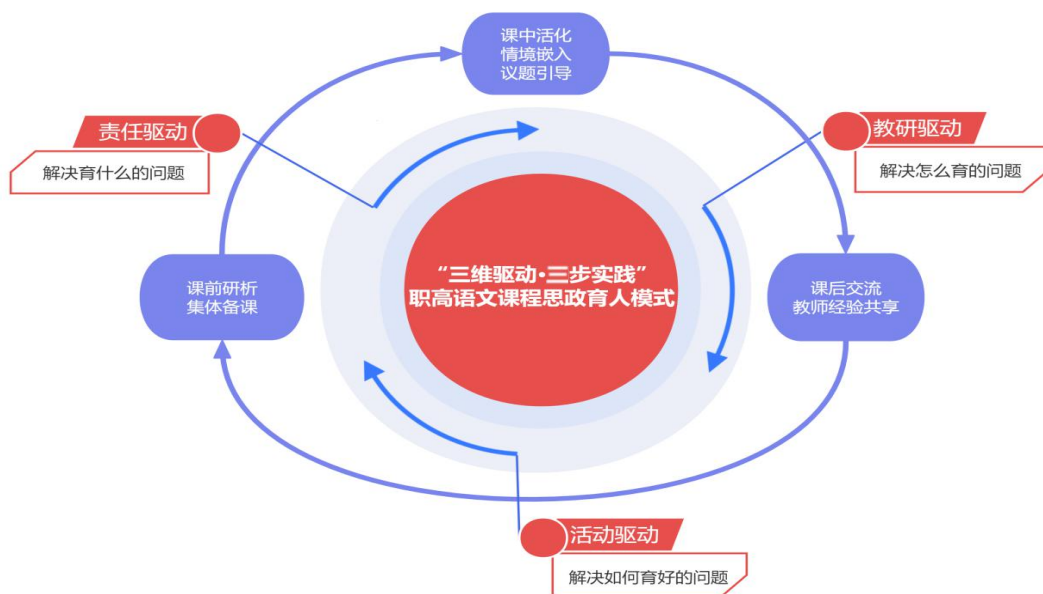 课中活化
情境嵌入
议题引导
责任驱动
解决育什么的问题
教研驱动
解决怎么育的问题
“三维驱动·三步实践”
职高语文课程思政育人模式
课前研析
集体备课
课后交流
教师经验共享
活动驱动
解决如何育好的问题